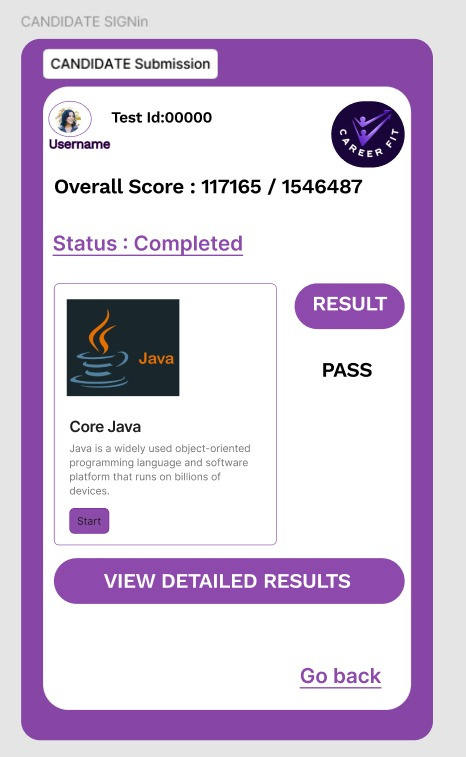 CANDIDATE SIGNin
CANDIDATE Submission
Test Id:00000
Username
CAREER FIT
Overall Score : 117165 / 1546487
Status : Completed
RESULT
Java
PASS
Core Java
Java is a widely used object-oriented
programming language and software
platform that runs on billions of
devices.
Start
VIEW DETAILED RESULTS
Go back